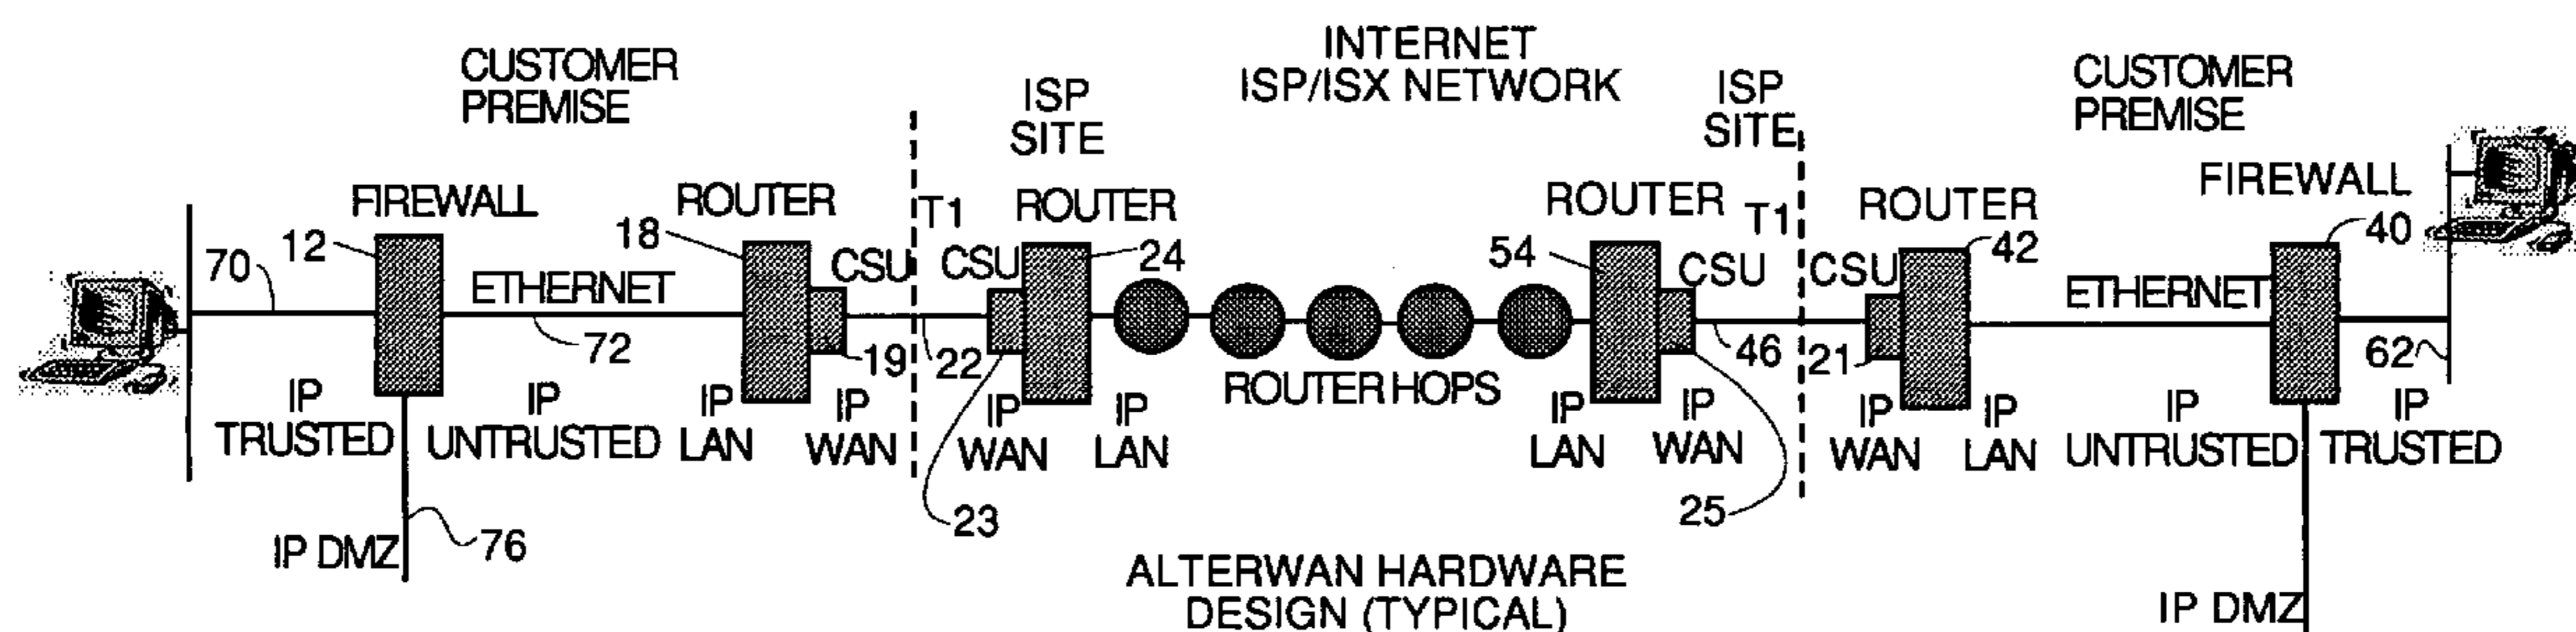 INTERNET
ISP/ISX NETWORK
CUSTOMER
PREMISE
ISP
SITE
ISP
SITE
CUSTOMER
PREMISE
FIREWALL
ROUTER
T1
ROUTER
ROUTER
T1
ROUTER
FIREWALL
70
12
ETHERNET
72
18
CSU
19
22
CSU
24
23
ROUTER HOPS
54
CSU
46
25
CSU
21
42
ETHERNET
40
62
IP
TRUSTED
IP
UNTRUSTED
IP
LAN
IP
WAN
IP
WAN
IP
LAN
IP
LAN
IP
WAN
IP
WAN
IP
LAN
IP
UNTRUSTED
IP
TRUSTED
IP DMZ
76
ALTERWAN HARDWARE
DESIGN (TYPICAL)
IP DMZ